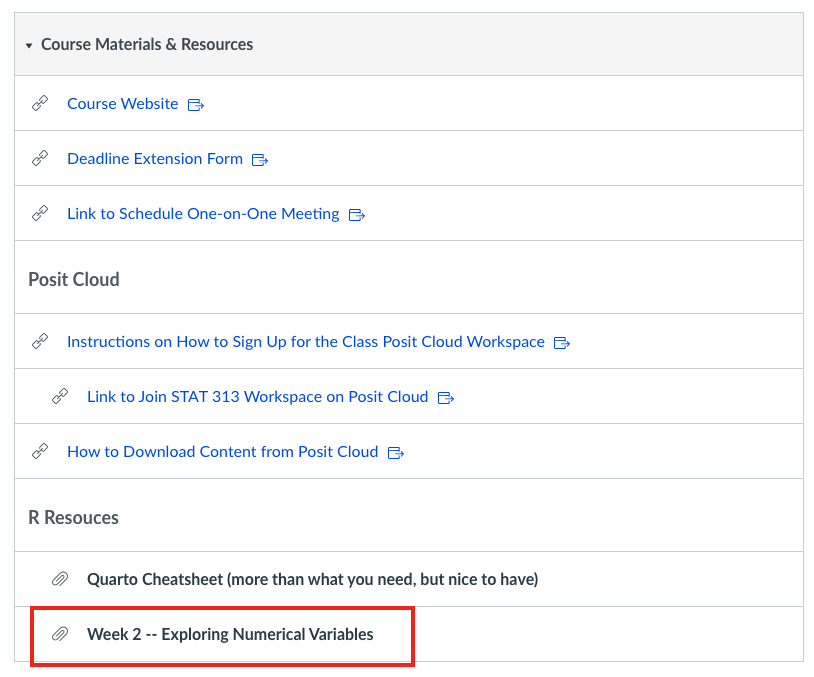 Course Materials & Resources
Course Website
Deadline Extension Form
Link to Schedule One-on-One Meeting
Posit Cloud
Instructions on How to Sign Up for the Class Posit Cloud Workspace
Link to Join STAT 313 Workspace on Posit Cloud
How to Download Content from Posit Cloud
R Resouces
Quarto Cheatsheet (more than what you need, but nice to have)
Week 2 -- Exploring Numerical Variables